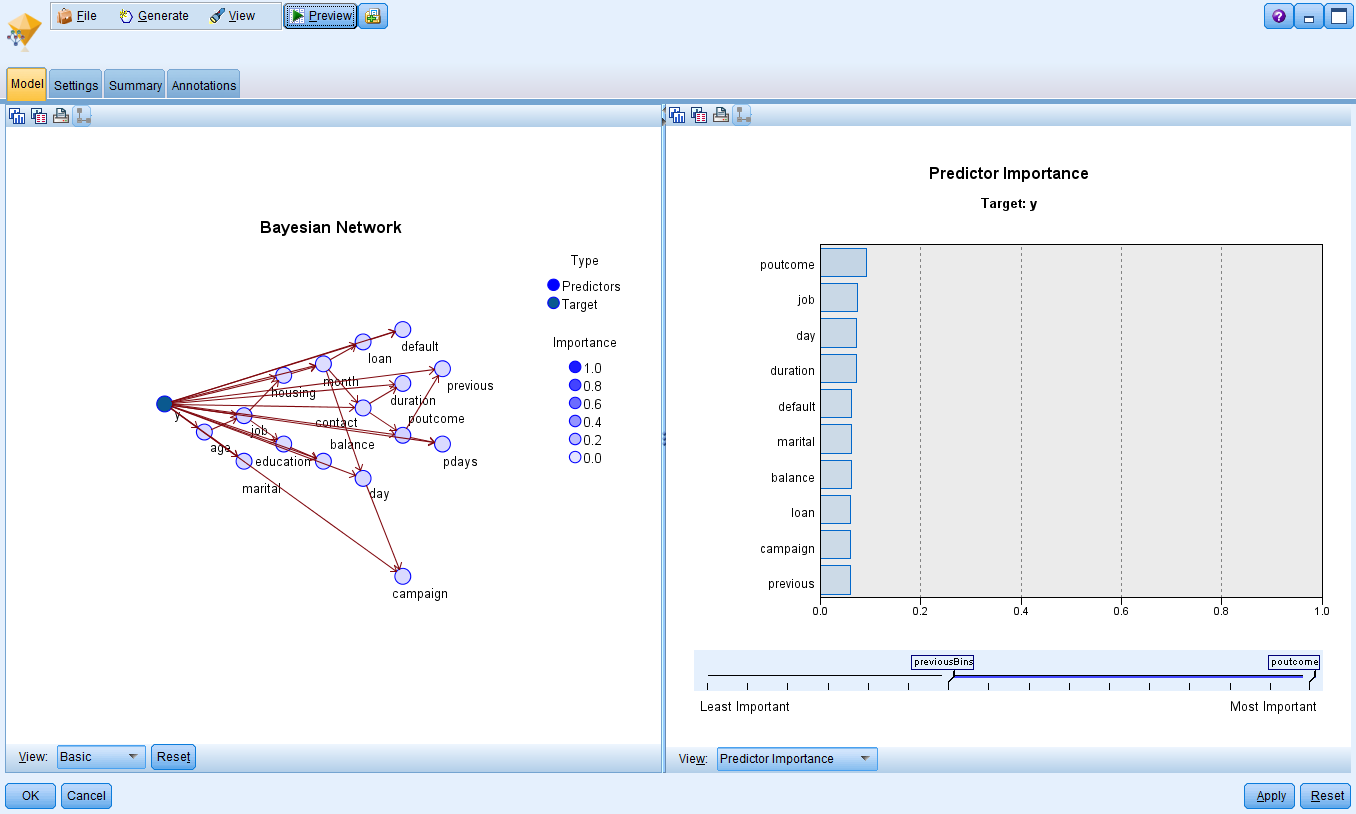 File Generate View Preview
Model Settings Summary Annotations
Bayesian Network
Type
Predictors
Target
Importance
1.0
0.8
0.6
0.4
0.2
0.0
default
loan
month
previous
housing
duration
y
job
contact
poutcome
age
education
balance
pdays
marital
day
campaign
View: Basic Reset
Predictor Importance
Target: y
poutcome
job
day
duration
default
marital
balance
loan
campaign
previous
0.0 0.2 0.4 0.6 0.8 1.0
previousBins poutcome
Least Important Most Important
View: Predictor Importance
OK Cancel Apply Reset